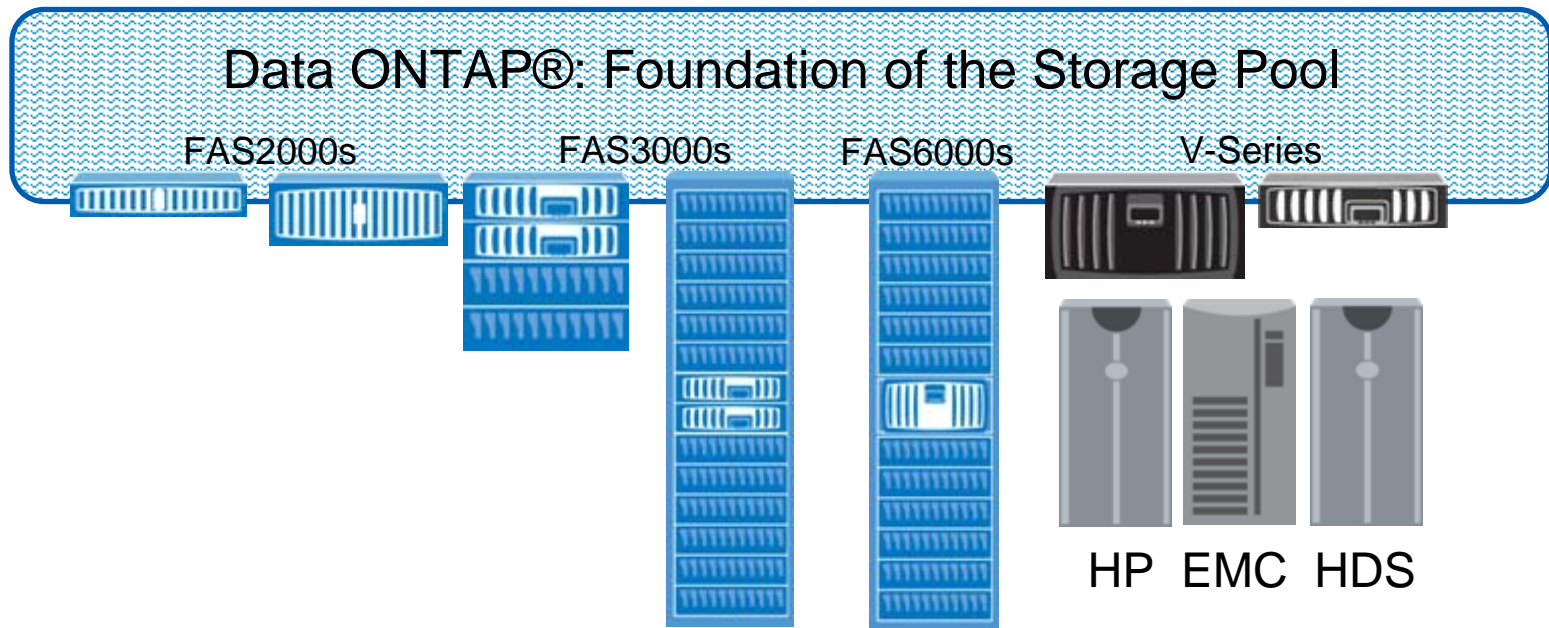 Data ONTAP®: Foundation of the Storage Pool
FAS2000s FAS3000s FAS6000s V-Series
HP EMC HDS